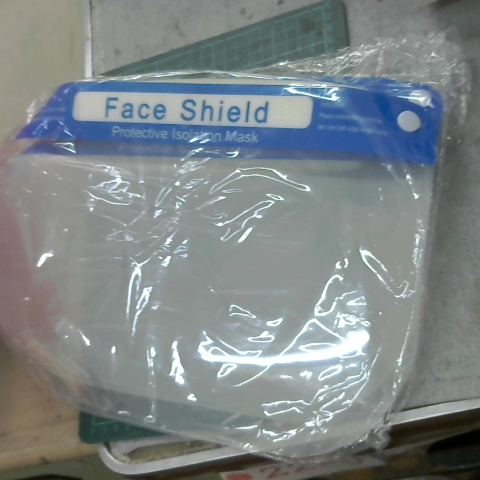 Face Shield
Protective Isolation Mask